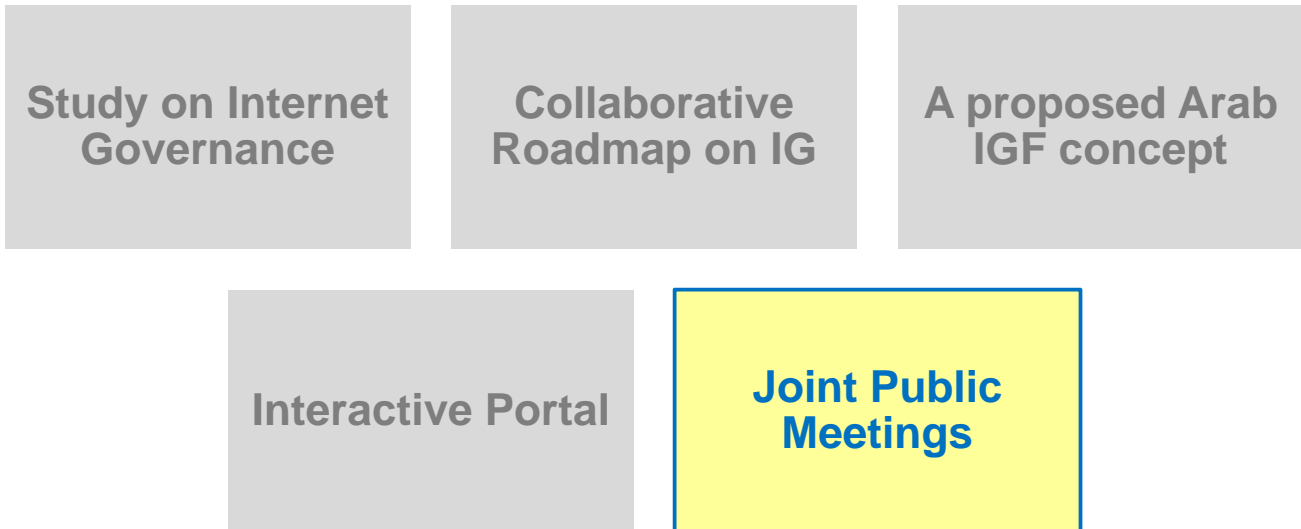 Study on Internet
Governance
Collaborative
Roadmap on IG
A proposed Arab
IGF concept
Interactive Portal
Joint Public
Meetings